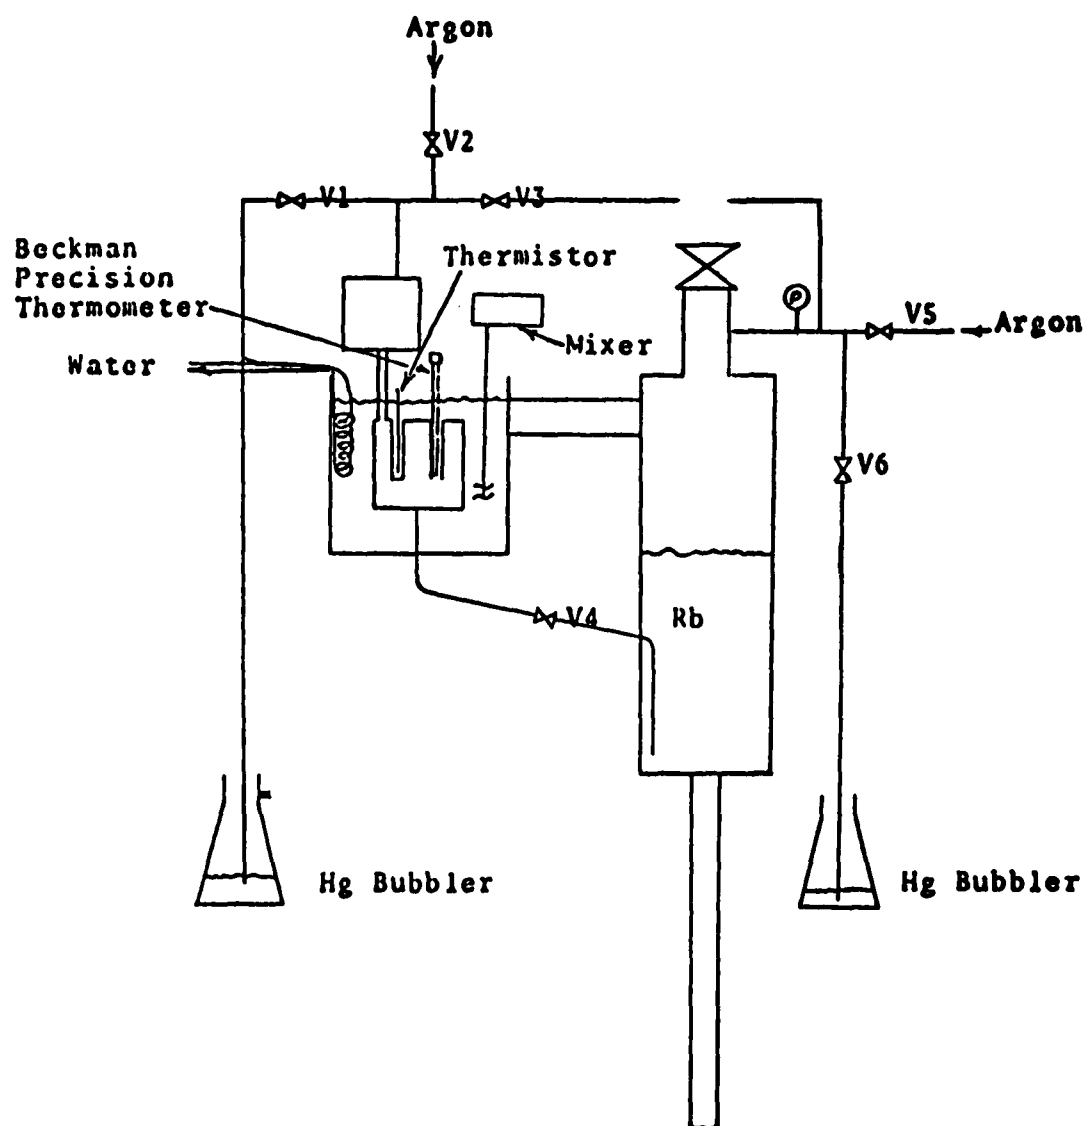 Argon
V2
V1
V3
Beckman
Precision
Thermometer
Thermistor
Mixer
Water
P
V5
Argon
V6
V4
Rb
Hg Bubbler
Hg Bubbler